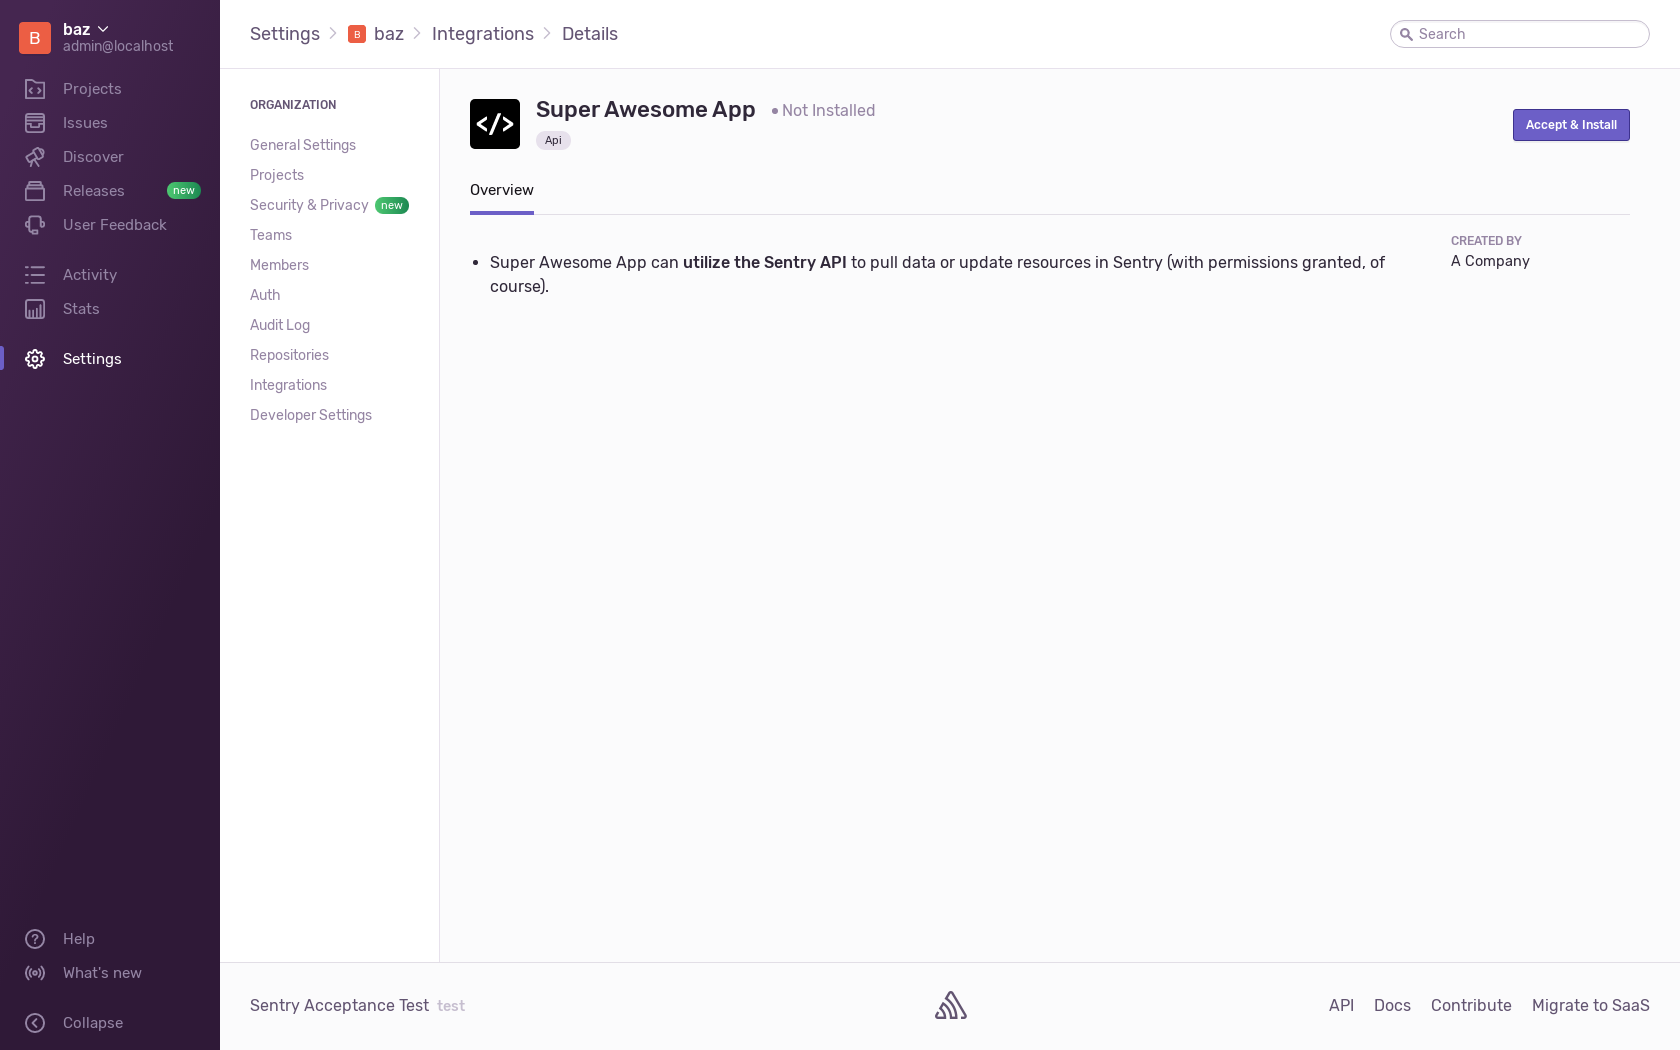 B
baz
admin@localhost
Projects
Issues
Discover
Releases new
User Feedback
Activity
Stats
Settings
Help
What's new
Collapse
Settings B baz Integrations Details
Search
ORGANIZATION
General Settings
Projects
Security & Privacy new
Teams
Members
Auth
Audit Log
Repositories
Integrations
Developer Settings
</>
Super Awesome App Not Installed
Api
Accept & Install
Overview
Super Awesome App can utilize the Sentry API to pull data or update resources in Sentry (with permissions granted, of
course).
CREATED BY
A Company
Sentry Acceptance Test test
API Docs Contribute Migrate to SaaS